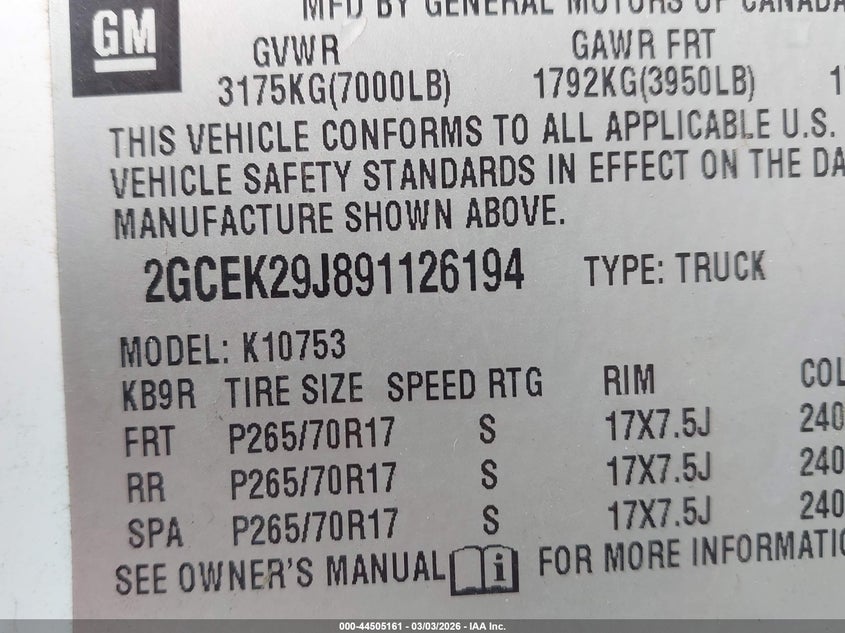 GM
MFD BY GENERAL MOTORS OF CANADA
GVWR GAWR FRT
3175KG(7000LB) 1792KG(3950LB)
THIS VEHICLE CONFORMS TO ALL APPLICABLE U.S.
VEHICLE SAFETY STANDARDS IN EFFECT ON THE DA
MANUFACTURE SHOWN ABOVE.
2GCEK29J891126194 TYPE: TRUCK
MODEL: K10753
KB9R TIRE SIZE SPEED RTG RIM COL
FRT P265/70R17 S 17X7.5J 240
RR P265/70R17 S 17X7.5J 240
SPA P265/70R17 S 17X7.5J 240
SEE OWNER'S MANUAL i FOR MORE INFORMATIO
000-44505161 - 03/03/2026 - IAA Inc.